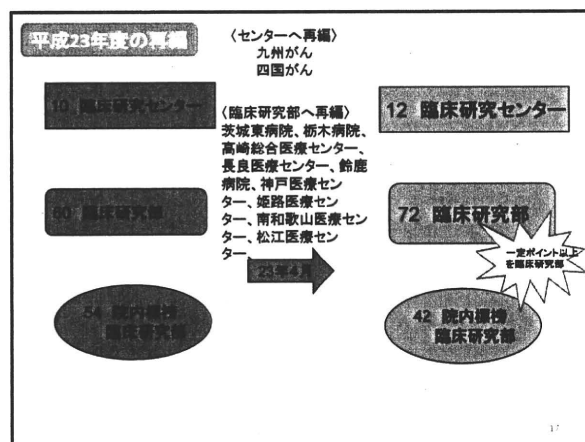 平成23年度の再編
〈センターへ再編〉
九州がん
四国がん
10 臨床研究センター
〈臨床研究部へ再編〉
茨城東病院、栃木病院、
高崎総合医療センター、
長良医療センター、鈴鹿
病院、神戸医療セン
ター、姫路医療セン
ター、南和歌山医療セン
ター、松江医療セン
ター
60 臨床研究部
23年4月
54 院内標榜
臨床研究部
12 臨床研究センター
72 臨床研究部
一定ポイント以上
を臨床研究部
42 院内標榜
臨床研究部